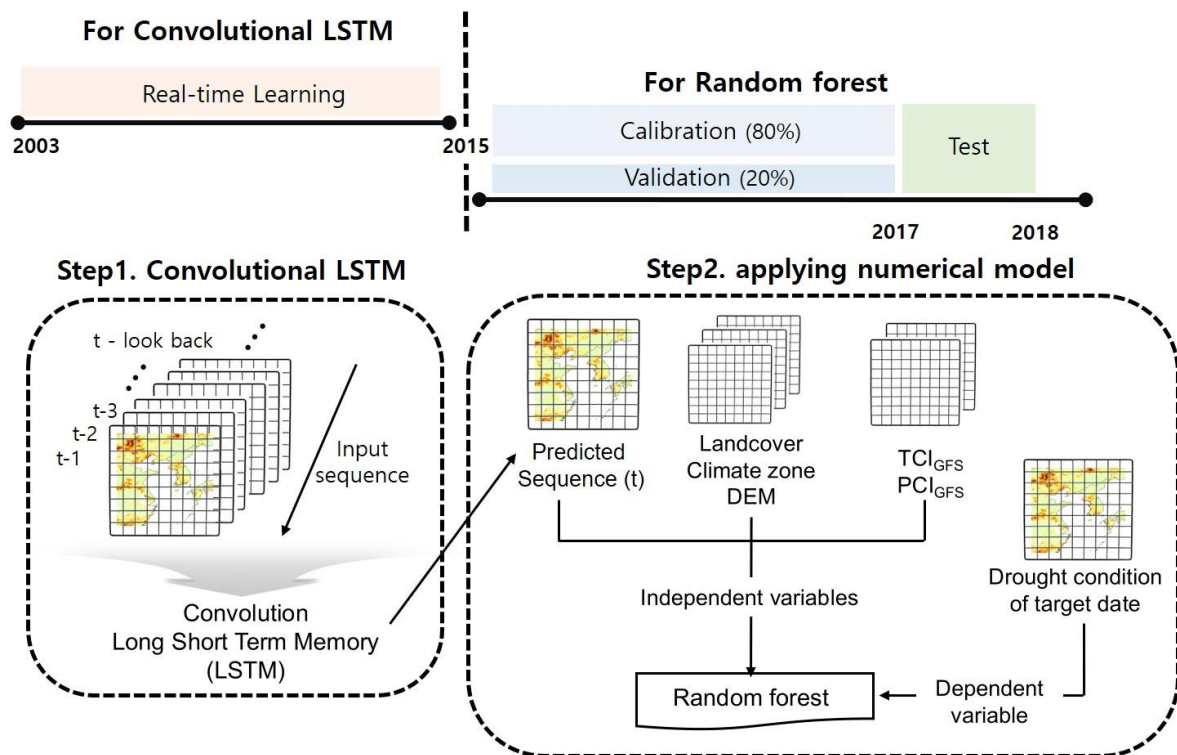 For Convolutional LSTM
Real-time Learning
2003
2015
For Random forest
Calibration (80%)
Validation (20%)
Test
2017
2018
Step1. Convolutional LSTM
t - look back
t-3
t-2
t-1
Input
sequence
Convolution
Long Short Term Memory
(LSTM)
Step2. applying numerical model
Predicted
Sequence (t)
Landcover
Climate zone
DEM
TCIGFS
PCIGFS
Drought condition
of target date
Independent variables
Random forest
Dependent
variable